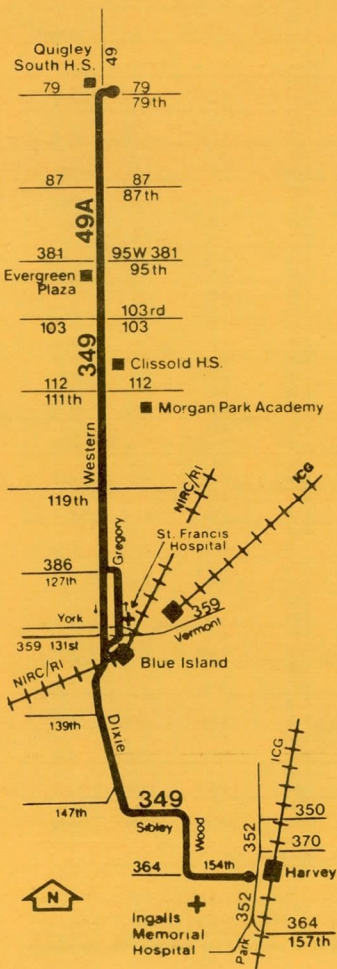 49
Quigley
South H.S.
79
79
79th
87
87
87th
49A
381
95W 381
95th
Evergreen
Plaza
103rd
103
103
349
Clissold H.S.
112
112
111th
Morgan Park Academy
Western
NIRC/RI
ICG
119th
Gregory
St. Francis
Hospital
386
127th
York
359
Vermont
359 131st
Blue Island
NIRC/RI
139th
Dixie
ICG
147th
349
Sibley
Wood
352
350
370
364
154th
Harvey
N
Ingalls
Memorial
Hospital
352
Park
364
157th